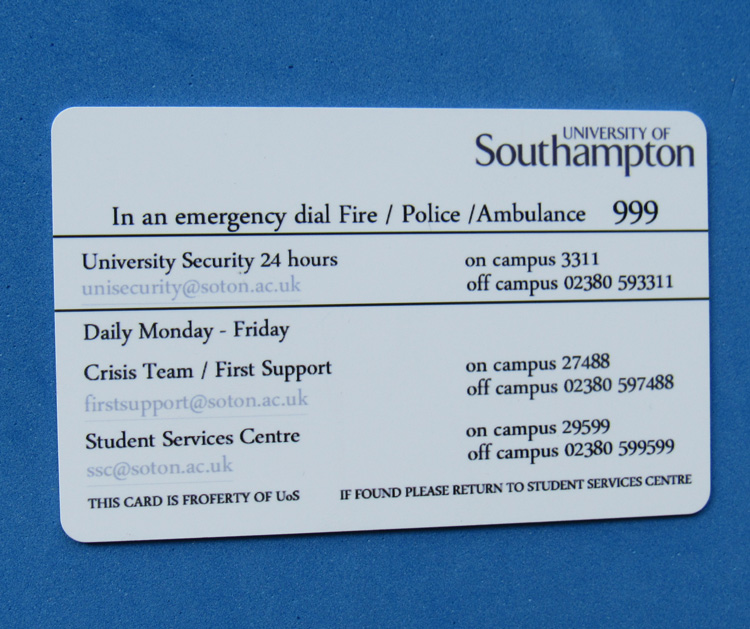 UNIVERSITY OF
Southampton
In an emergency dial Fire / Police /Ambulance 999
University Security 24 hours on campus 3311
unisecurity@soton.ac.uk off campus 02380 593311
Daily Monday - Friday
Crisis Team / First Support on campus 27488
firstsupport@soton.ac.uk off campus 02380 597488
Student Services Centre on campus 29599
ssc@soton.ac.uk off campus 02380 599599
THIS CARD IS FROFERTY OF UoS IF FOUND PLEASE RETURN TO STUDENT SERVICES CENTRE